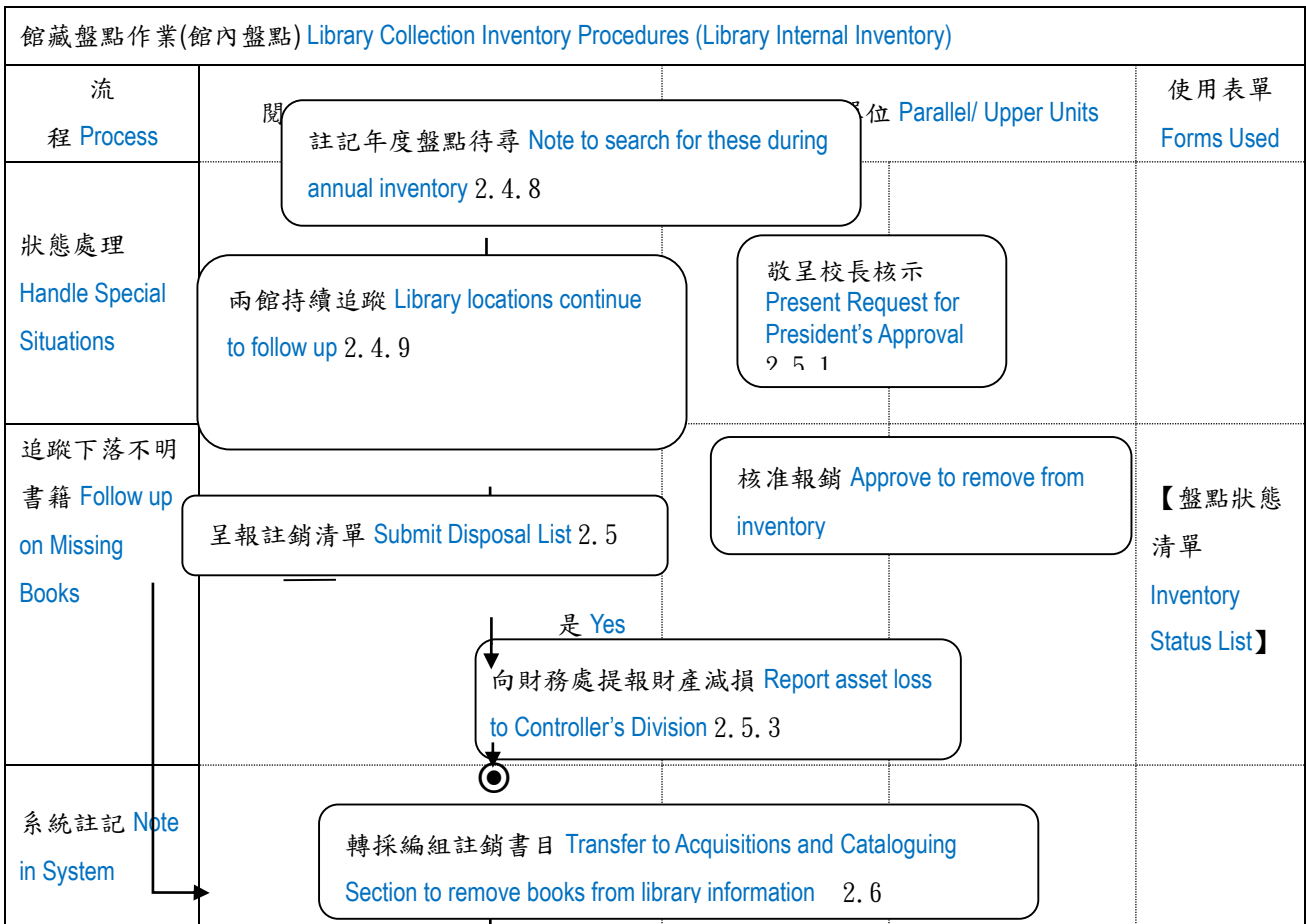 館藏盤點作業(館內盤點) Library Collection Inventory Procedures (Library Internal Inventory)
流
程 Process
閱
位 Parallel/ Upper Units
使用表單
Forms Used
註記年度盤點待尋 Note to search for these during
annual inventory 2.4.8
狀態處理
Handle Special
Situations
兩館持續追蹤 Library locations continue
to follow up 2.4.9
敬呈校長核示
Present Request for
President's Approval
2.5.1
追蹤下落不明
書籍 Follow up
on Missing
Books
呈報註銷清單 Submit Disposal List 2.5
核准報銷 Approve to remove from
inventory
【盤點狀態
清單
Inventory
Status List】
是 Yes
向財務處提報財產減損 Report asset loss
to Controller's Division 2.5.3
系統註記 Note
in System
轉採編組註銷書目 Transfer to Acquisitions and Cataloguing
Section to remove books from library information 2.6